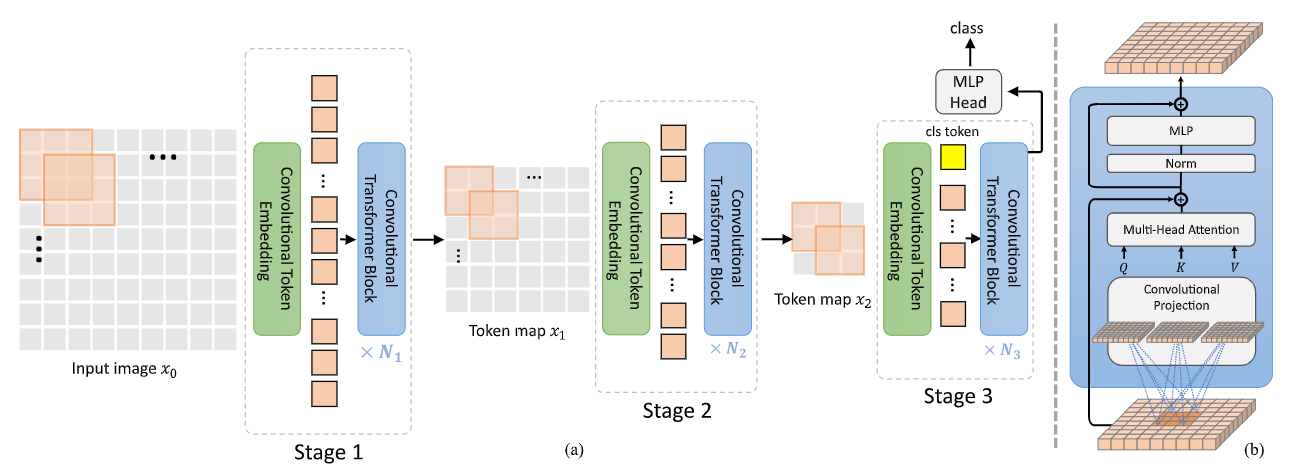 Input image x₀
Convolutional Token
Embedding
Convolutional
Transformer Block
× N₁
Stage 1
Token map x₁
Convolutional Token
Embedding
Convolutional
Transformer Block
× N₂
Stage 2
Token map x₂
class
MLP
Head
cls token
Convolutional Token
Embedding
Convolutional
Transformer Block
× N₃
Stage 3
(a)
MLP
Norm
Multi-Head Attention
Q K V
Convolutional
Projection
(b)